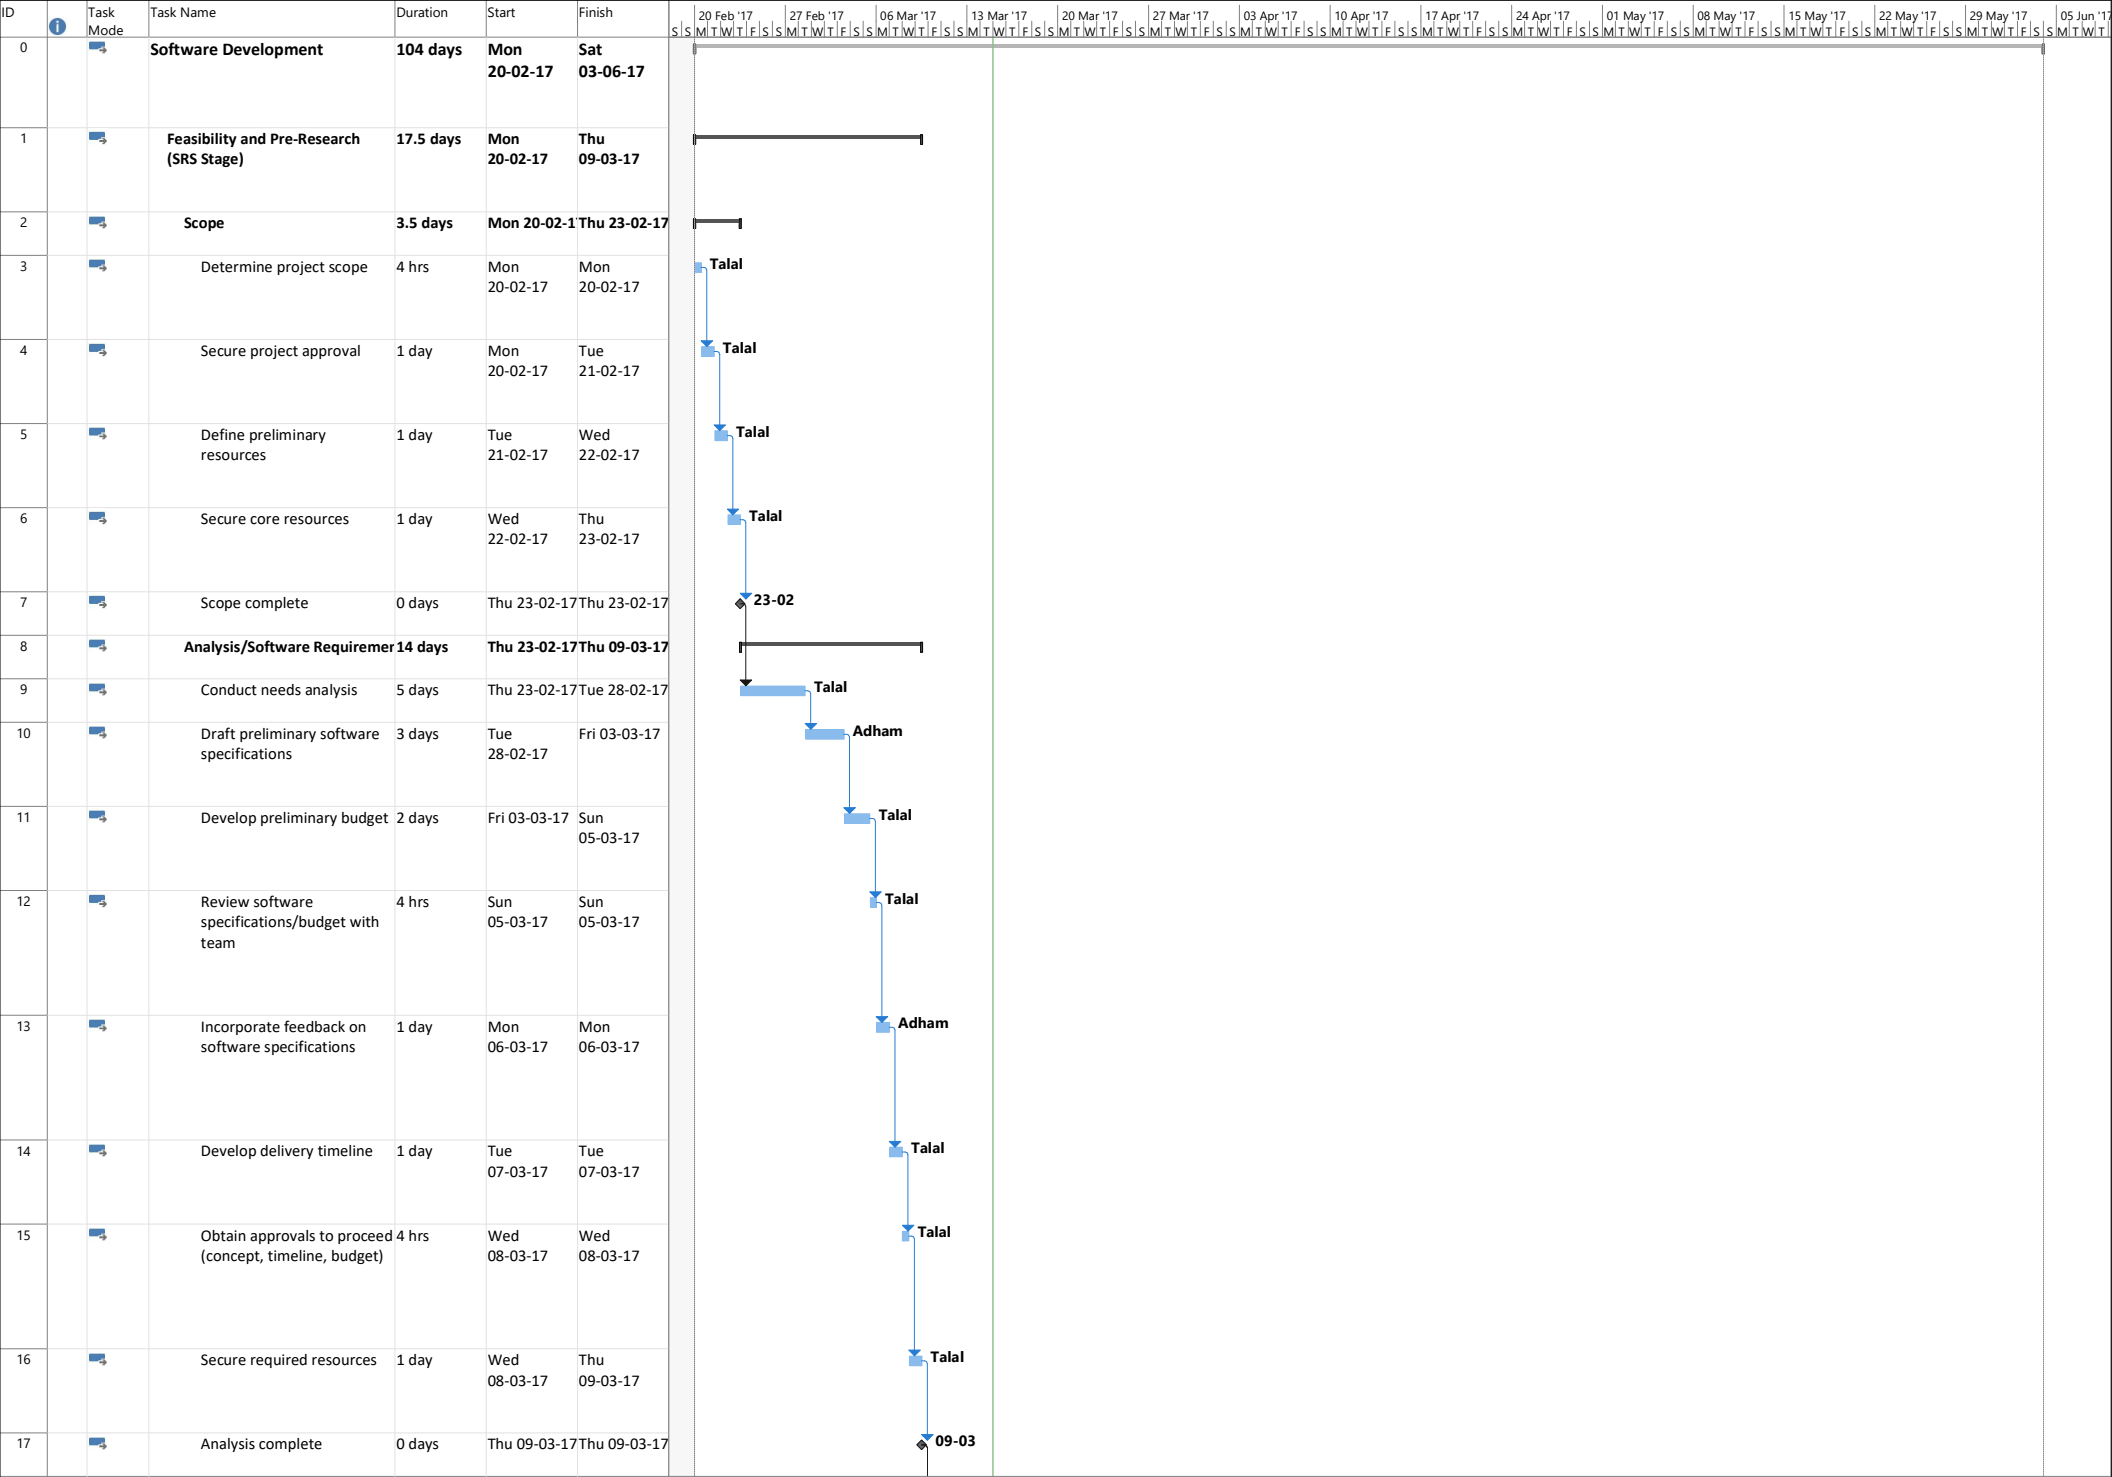 ID Task Mode Task Name Duration Start Finish
20 Feb '17 27 Feb '17 06 Mar '17 13 Mar '17 20 Mar '17 27 Mar '17 03 Apr '17 10 Apr '17 17 Apr '17 24 Apr '17 01 May '17 08 May '17 15 May '17 22 May '17 29 May '17 05 Jun '17
S S M T W T F S S M T W T F S S M T W T F S S M T W T F S S M T W T F S S M T W T F S S M T W T F S S M T W T F S S M T W T F S S M T W T F S S M T W T F S S M T W T F S S M T W T F S S M T W T F S S M T W T F S S M T W T
0 Software Development 104 days Mon Sat
20-02-17 03-06-17
1 Feasibility and Pre-Research 17.5 days Mon Thu
(SRS Stage) 20-02-17 09-03-17
2 Scope 3.5 days Mon 20-02-1 Thu 23-02-17
3 Determine project scope 4 hrs Mon Mon Talal
20-02-17 20-02-17
4 Secure project approval 1 day Mon Tue Talal
20-02-17 21-02-17
5 Define preliminary 1 day Tue Wed Talal
resources 21-02-17 22-02-17
6 Secure core resources 1 day Wed Thu Talal
22-02-17 23-02-17
7 Scope complete 0 days Thu 23-02-17 Thu 23-02-17 23-02
8 Analysis/Software Requiremer 14 days Thu 23-02-17 Thu 09-03-17
9 Conduct needs analysis 5 days Thu 23-02-17 Tue 28-02-17 Talal
10 Draft preliminary software 3 days Tue Fri 03-03-17 Adham
specifications 28-02-17
11 Develop preliminary budget 2 days Fri 03-03-17 Sun Talal
05-03-17
12 Review software 4 hrs Sun Sun Talal
specifications/budget with 05-03-17 05-03-17
team
13 Incorporate feedback on 1 day Mon Mon Adham
software specifications 06-03-17 06-03-17
14 Develop delivery timeline 1 day Tue Tue Talal
07-03-17 07-03-17
15 Obtain approvals to proceed 4 hrs Wed Wed Talal
(concept, timeline, budget) 08-03-17 08-03-17
16 Secure required resources 1 day Wed Thu Talal
08-03-17 09-03-17
17 Analysis complete 0 days Thu 09-03-17 Thu 09-03-17 09-03